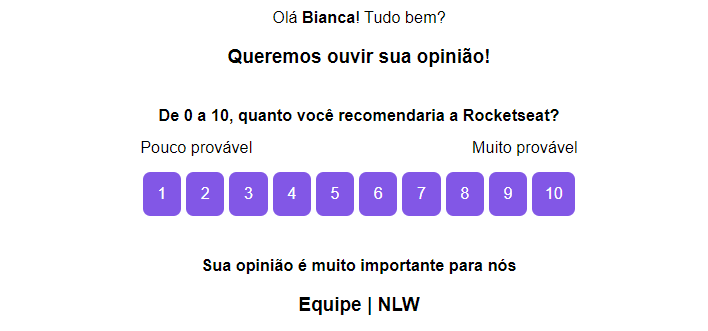 Olá Bianca! Tudo bem?
Queremos ouvir sua opinião!
De 0 a 10, quanto você recomendaria a Rocketseat?
Pouco provável Muito provável
1 2 3 4 5 6 7 8 9 10
Sua opinião é muito importante para nós
Equipe | NLW